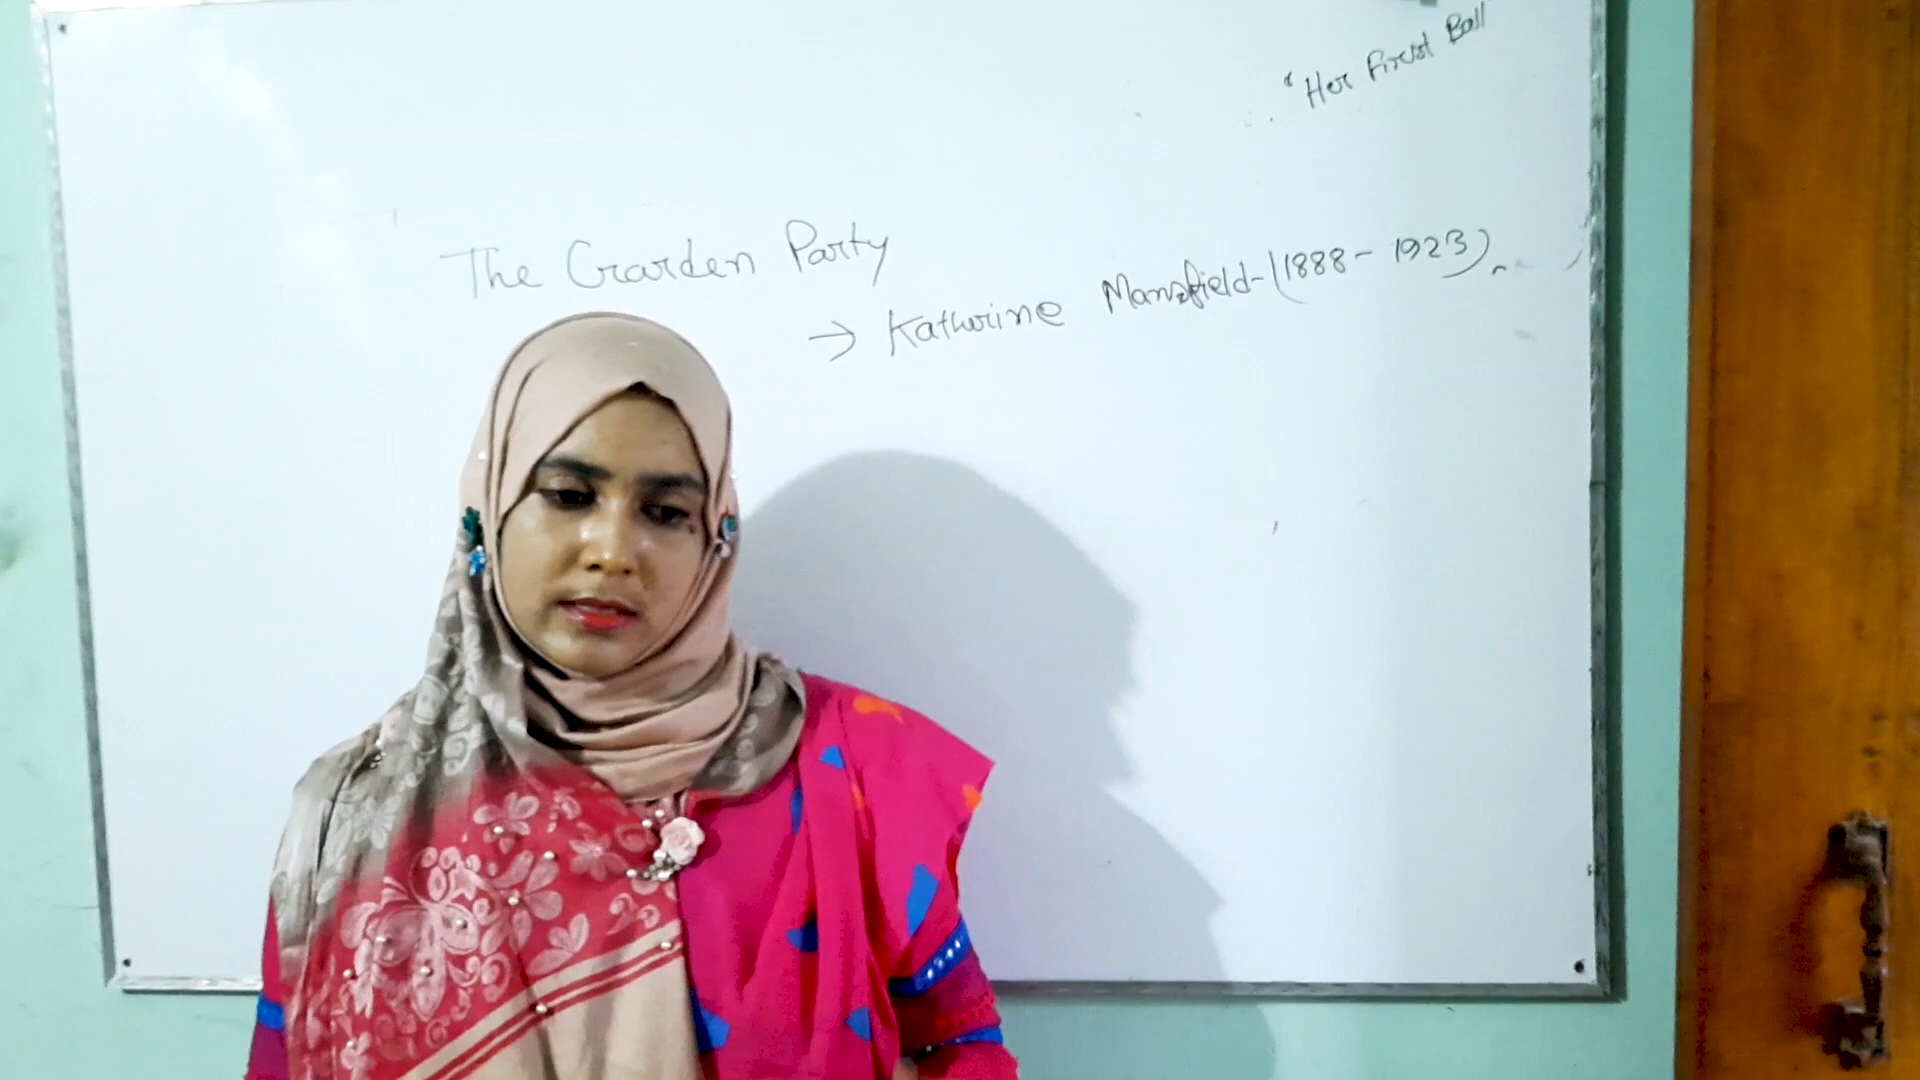 "Her First Ball
The Garden Party
→ Katherine Mansfield-(1888-1923).